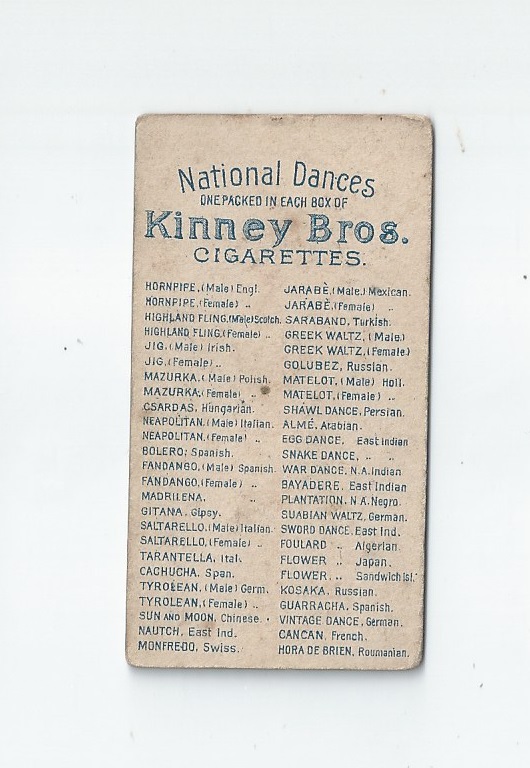 National Dances
ONE PACKED IN EACH BOX OF
Kinney Bros.
CIGARETTES.
HORNPIPE, (Male) Engl.
HORNPIPE, (Female) ..
HIGHLAND FLING, (Male) Scotch.
HIGHLAND FLING, (Female) ..
JIG, (Male) Irish.
JIG, (Female) ..
MAZURKA, (Male) Polish.
MAZURKA, (Female) ..
CSARDAS, Hungarian.
NEAPOLITAN, (Male) Italian.
NEAPOLITAN, (Female) ..
BOLERO, Spanish.
FANDANGO, (Male) Spanish.
FANDANGO, (Female) ..
MADRILENA, ..
GITANA, Gipsy.
SALTARELLO, (Male) Italian.
SALTARELLO, (Female) ..
TARANTELLA, Ital.
CACHUCHA, Span.
TYROLEAN, (Male) Germ.
TYROLEAN, (Female) ..
SUN AND MOON, Chinese.
NAUTCH, East Ind.
MONFREDO, Swiss.
JARABÈ, (Male.) Mexican.
JARABÈ, (Female) ..
SARABAND, Turkish.
GREEK WALTZ, (Male.)
GREEK WALTZ, (Female)
GOLUBEZ, Russian.
MATELOT, (Male) Holl.
MATELOT, (Female) ..
SHAWL DANCE, Persian.
ALMÉ, Arabian.
EGG DANCE, East Indian
SNAKE DANCE, .. ..
WAR DANCE, N.A. Indian
BAYADERE, East Indian
PLANTATION, N.A. Negro.
SUABIAN WALTZ, German.
SWORD DANCE, East Ind.
FOULARD .. Algerian.
FLOWER .. Japan.
FLOWER, .. Sandwich Isl.
KOSAKA, Russian.
GUARRACHA, Spanish.
VINTAGE DANCE, German.
CANCAN, French.
HORA DE BRIEN, Roumanian.